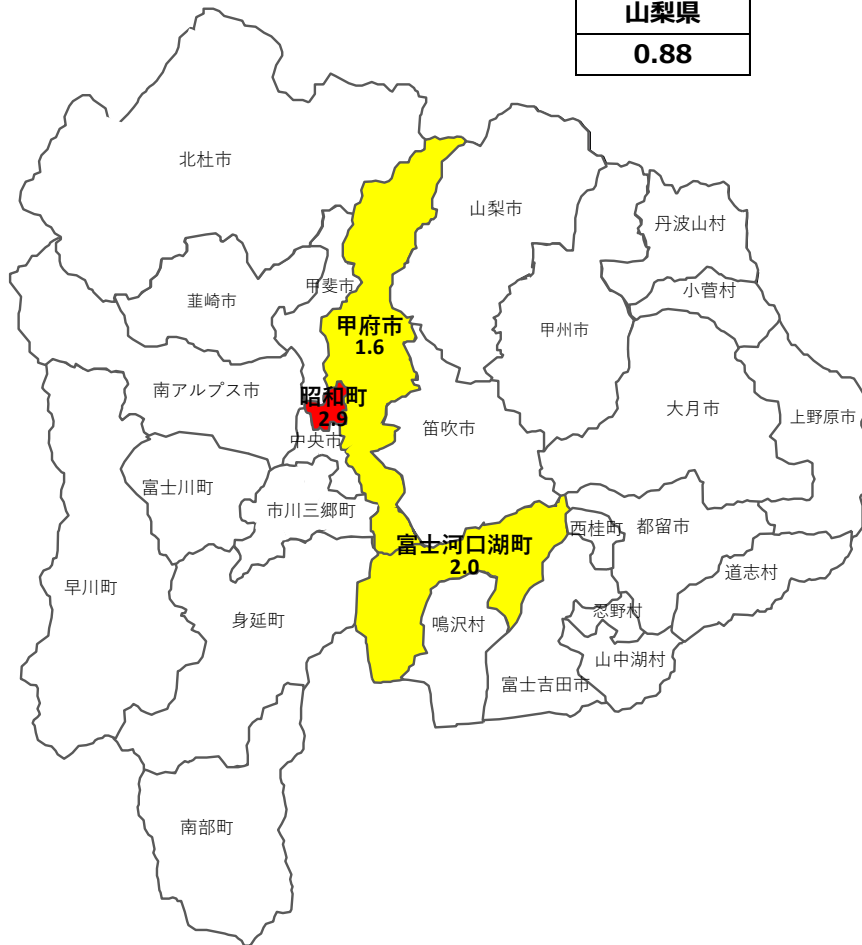 山梨県
0.88
北杜市
山梨市
丹波山村
小菅村
甲斐市
韮崎市
甲府市
1.6
甲州市
南アルプス市
昭和町
2.9
中央市
笛吹市
大月市
上野原市
富士川町
市川三郷町
西桂町
都留市
富士河口湖町
2.0
道志村
早川町
身延町
鳴沢村
忍野村
山中湖村
富士吉田市
南部町